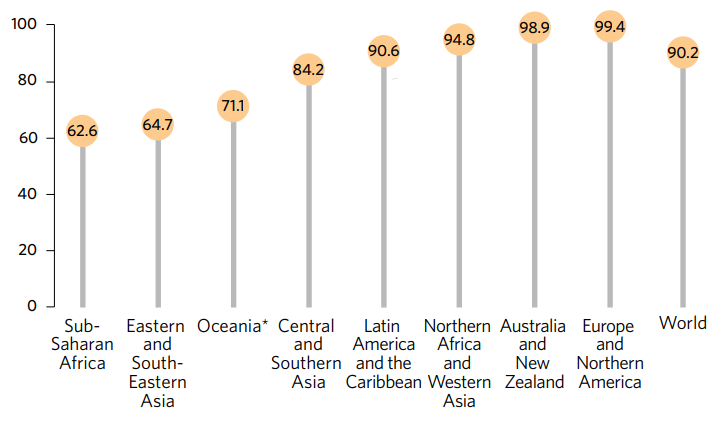 100
80
60
40
20
0
62.6
64.7
71.1
84.2
90.6
94.8
98.9
99.4
90.2
Sub-
Saharan
Africa
Eastern
and
South-
Eastern
Asia
Oceania*
Central
and
Southern
Asia
Latin
America
and the
Caribbean
Northern
Africa
and
Western
Asia
Australia
and
New
Zealand
Europe
and
Northern
America
World